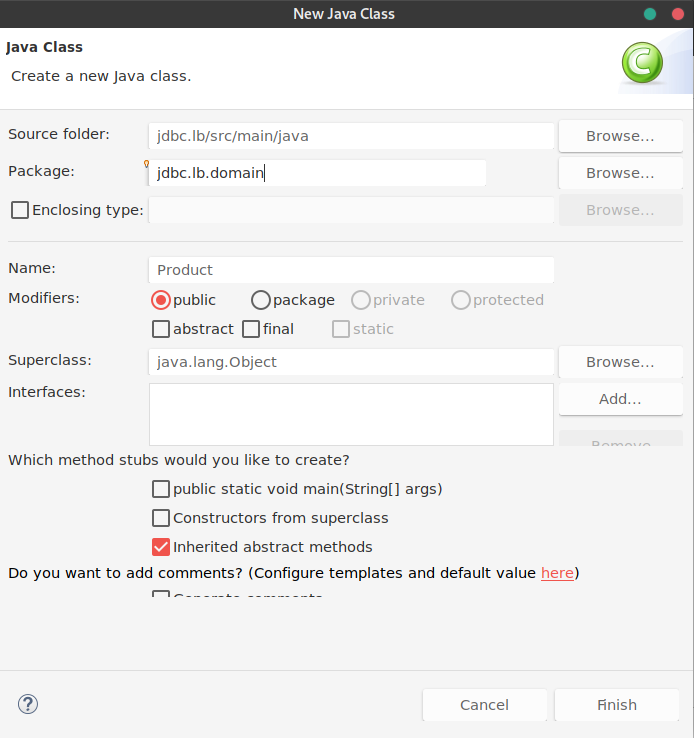 New Java Class
Java Class
Create a new Java class.
C
Source folder: jdbc.lb/src/main/java Browse...
Package: jdbc.lb.domain Browse...
Enclosing type: Browse...
Name: Product
Modifiers: public package private protected
abstract final static
Superclass: java.lang.Object Browse...
Interfaces: Add...
Remove
Which method stubs would you like to create?
public static void main(String[] args)
Constructors from superclass
Inherited abstract methods
Do you want to add comments? (Configure templates and default value here)
Generate comments
? Cancel Finish